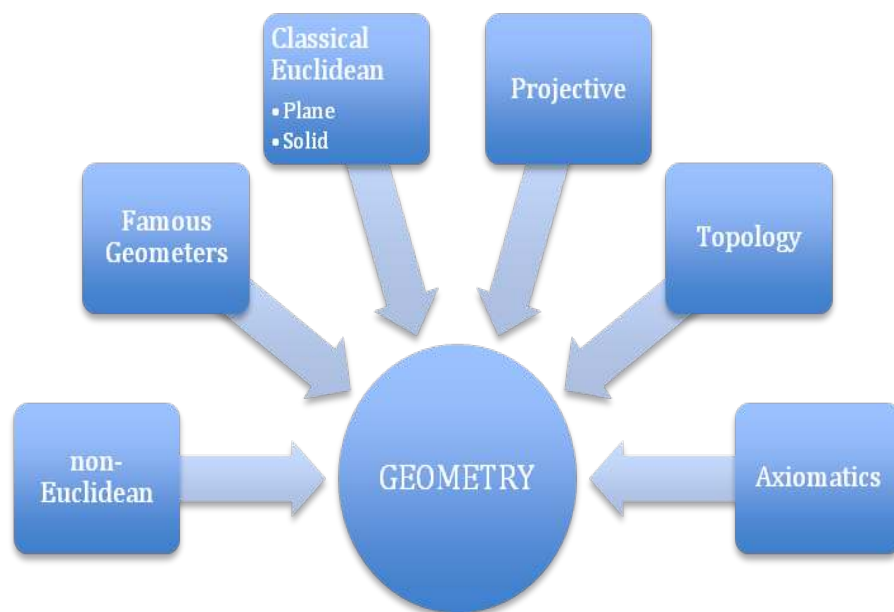 Classical
Euclidean
• Plane
• Solid
Projective
Famous
Geometers
Topology
non-
Euclidean
GEOMETRY
Axiomatics